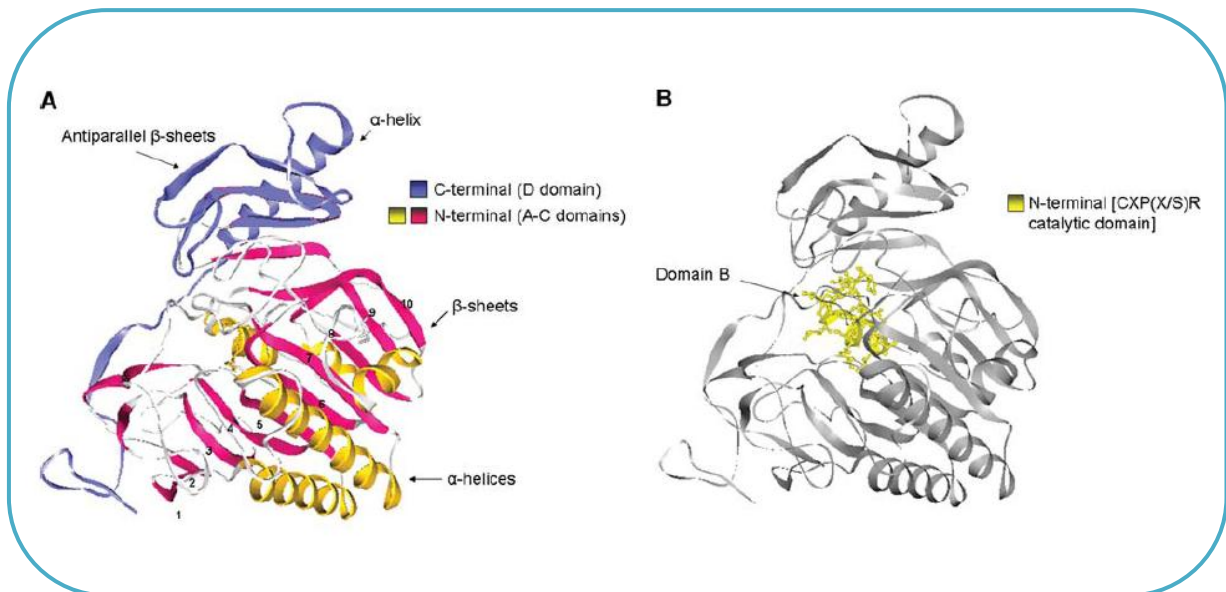 A
Antiparallel β-sheets
α-helix
C-terminal (D domain)
N-terminal (A-C domains)
10
9
β-sheets
8
7
6
5
4
3
2
1
α-helices
B
N-terminal [CXP(X/S)R
catalytic domain]
Domain B